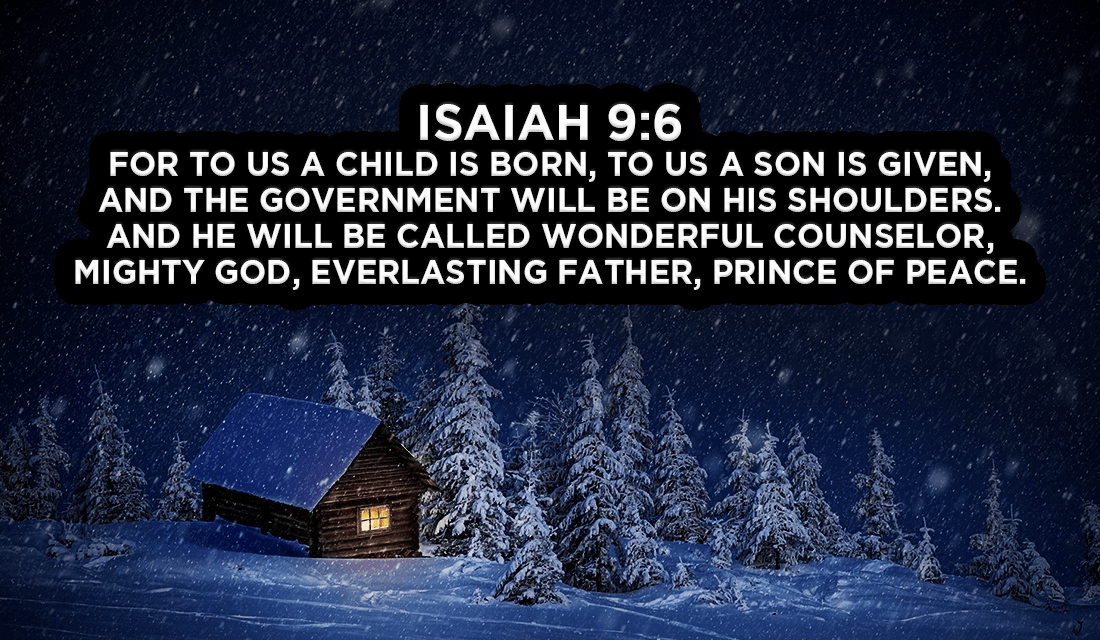 ISAIAH 9:6
FOR TO US A CHILD IS BORN, TO US A SON IS GIVEN,
AND THE GOVERNMENT WILL BE ON HIS SHOULDERS.
AND HE WILL BE CALLED WONDERFUL COUNSELOR,
MIGHTY GOD, EVERLASTING FATHER, PRINCE OF PEACE.